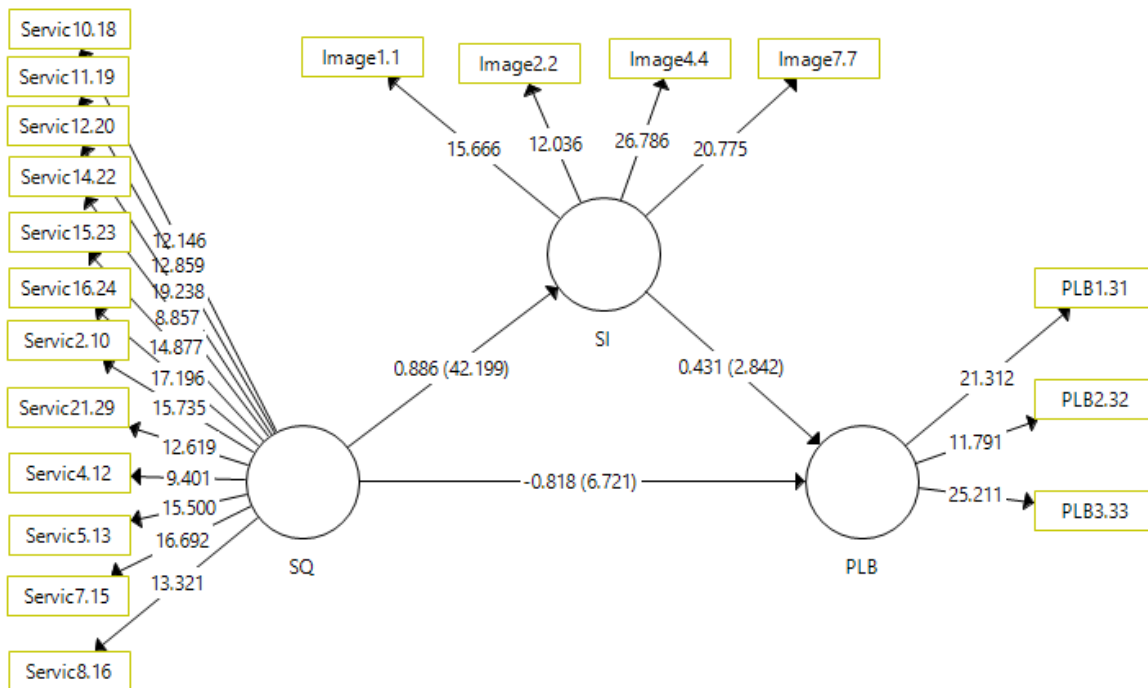 Servic10.18
Servic11.19
Servic12.20
Servic14.22
Servic15.23
Servic16.24
Servic2.10
Servic21.29
Servic4.12
Servic5.13
Servic7.15
Servic8.16
12.146
12.859
19.238
8.857
14.877
17.196
15.735
12.619
9.401
15.500
16.692
13.321
SQ
Image1.1
Image2.2
Image4.4
Image7.7
15.666
12.036
26.786
20.775
SI
0.886 (42.199)
0.431 (2.842)
-0.818 (6.721)
PLB
21.312
11.791
25.211
PLB1.31
PLB2.32
PLB3.33